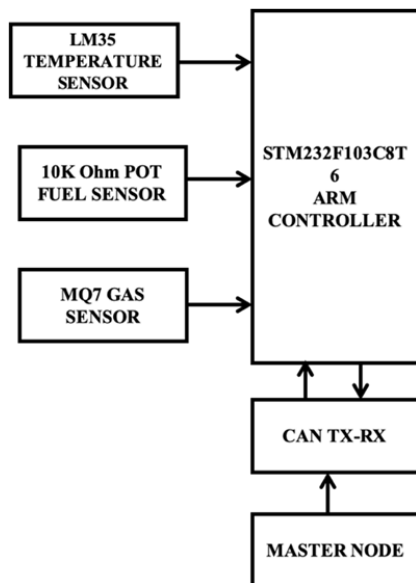 LM35
TEMPERATURE
SENSOR
10K Ohm POT
FUEL SENSOR
MQ7 GAS
SENSOR
STM232F103C8T
6
ARM
CONTROLLER
CAN TX-RX
MASTER NODE